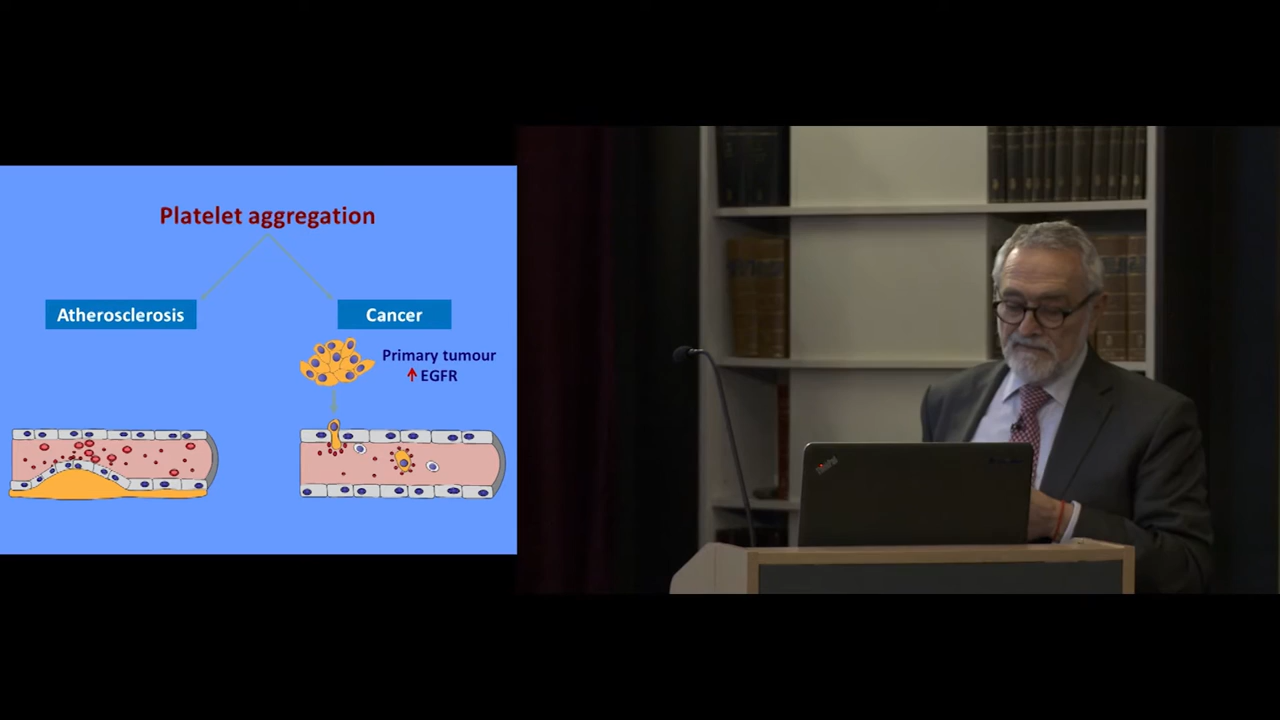 Platelet aggregation
Atherosclerosis
Cancer
Primary tumour
EGFR